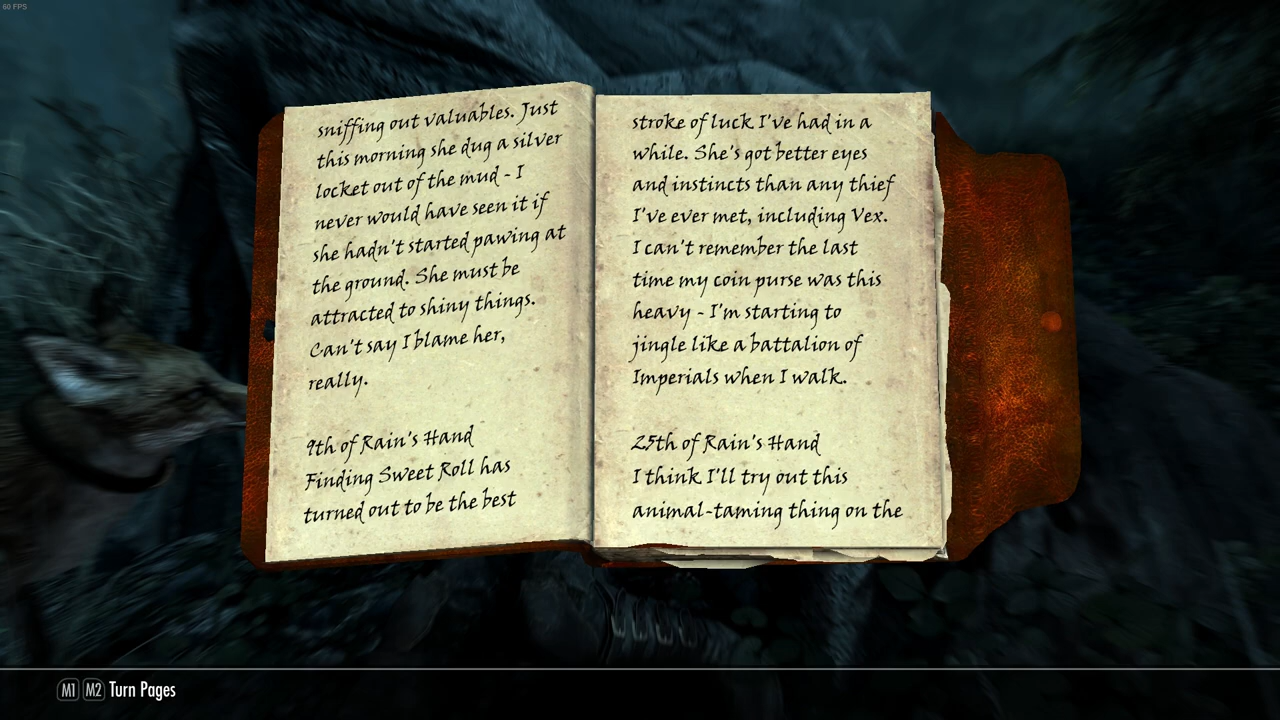 60 FPS
sniffing out valuables. Just
this morning she dug a silver
locket out of the mud - I
never would have seen it if
she hadn't started pawing at
the ground. She must be
attracted to shiny things.
Can't say I blame her,
really.
9th of Rain's Hand
Finding Sweet Roll has
turned out to be the best
stroke of luck I've had in a
while. She's got better eyes
and instincts than any thief
I've ever met, including Vex.
I can't remember the last
time my coin purse was this
heavy - I'm starting to
jingle like a battalion of
Imperials when I walk.
25th of Rain's Hand
I think I'll try out this
animal-taming thing on the
M1 M2 Turn Pages